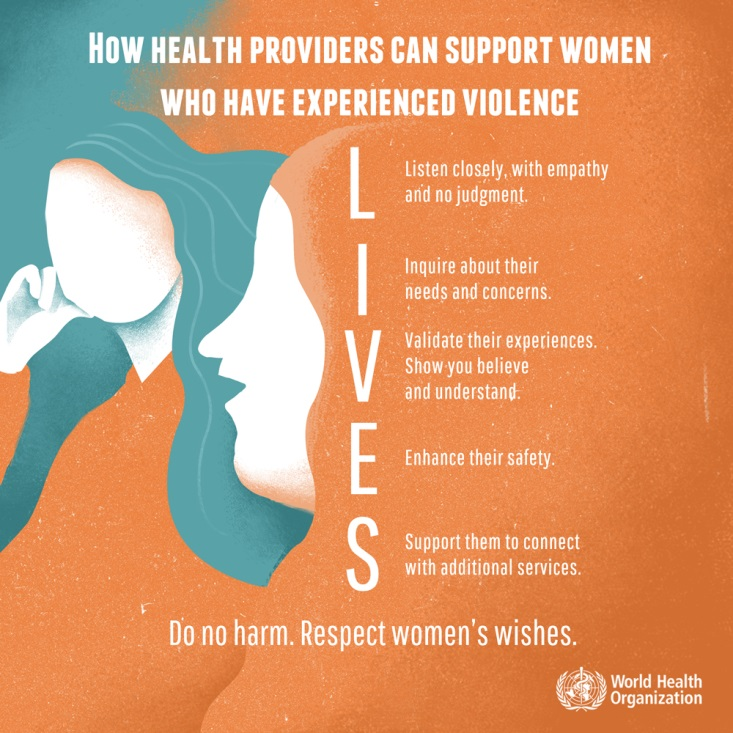 HOW HEALTH PROVIDERS CAN SUPPORT WOMEN
WHO HAVE EXPERIENCED VIOLENCE
L
Listen closely, with empathy
and no judgment.
I
Inquire about their
needs and concerns.
V
Validate their experiences.
Show you believe
and understand.
E
Enhance their safety.
S
Support them to connect
with additional services.
Do no harm. Respect women's wishes.
World Health
Organization